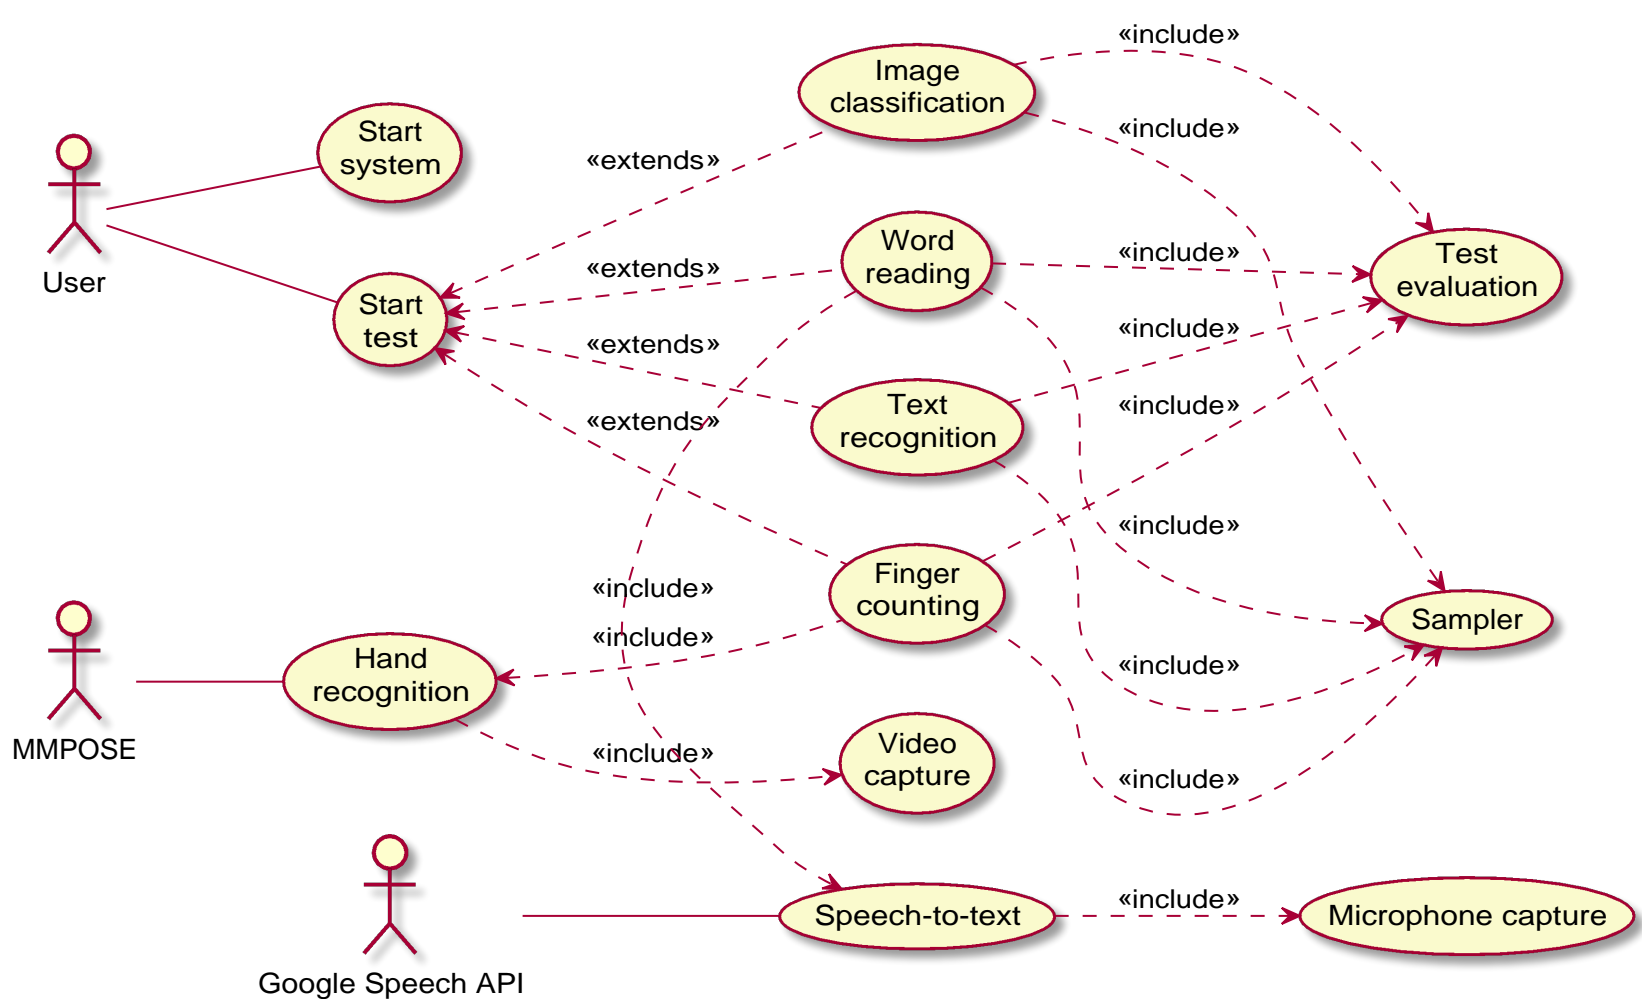 «include»
Image
classification
Start
system
«include»
«extends»
User
Word
reading
«extends»
«include»
Test
evaluation
Start
test
«extends»
«include»
Text
recognition
«include»
«extends»
«include»
Finger
counting
«include»
«include»
Sampler
Hand
recognition
«include»
MMPOSE
«include»
Video
capture
«include»
Google Speech API
Speech-to-text
«include»
Microphone capture